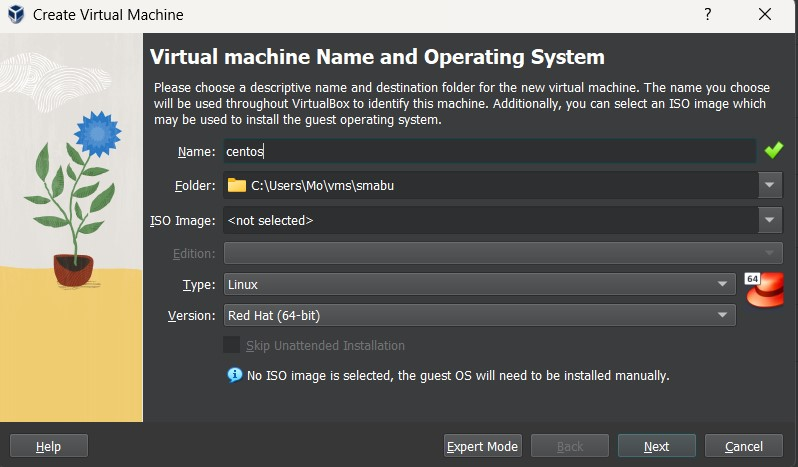 Create Virtual Machine
?
Virtual machine Name and Operating System
Please choose a descriptive name and destination folder for the new virtual machine. The name you choose
will be used throughout VirtualBox to identify this machine. Additionally, you can select an ISO image which
may be used to install the guest operating system.
Name: centos
Folder: C:\Users\Mo\vms\smabu
ISO Image: <not selected>
Edition:
Type: Linux
64
Version: Red Hat (64-bit)
Skip Unattended Installation
No ISO image is selected, the guest OS will need to be installed manually.
Help Expert Mode Back Next Cancel